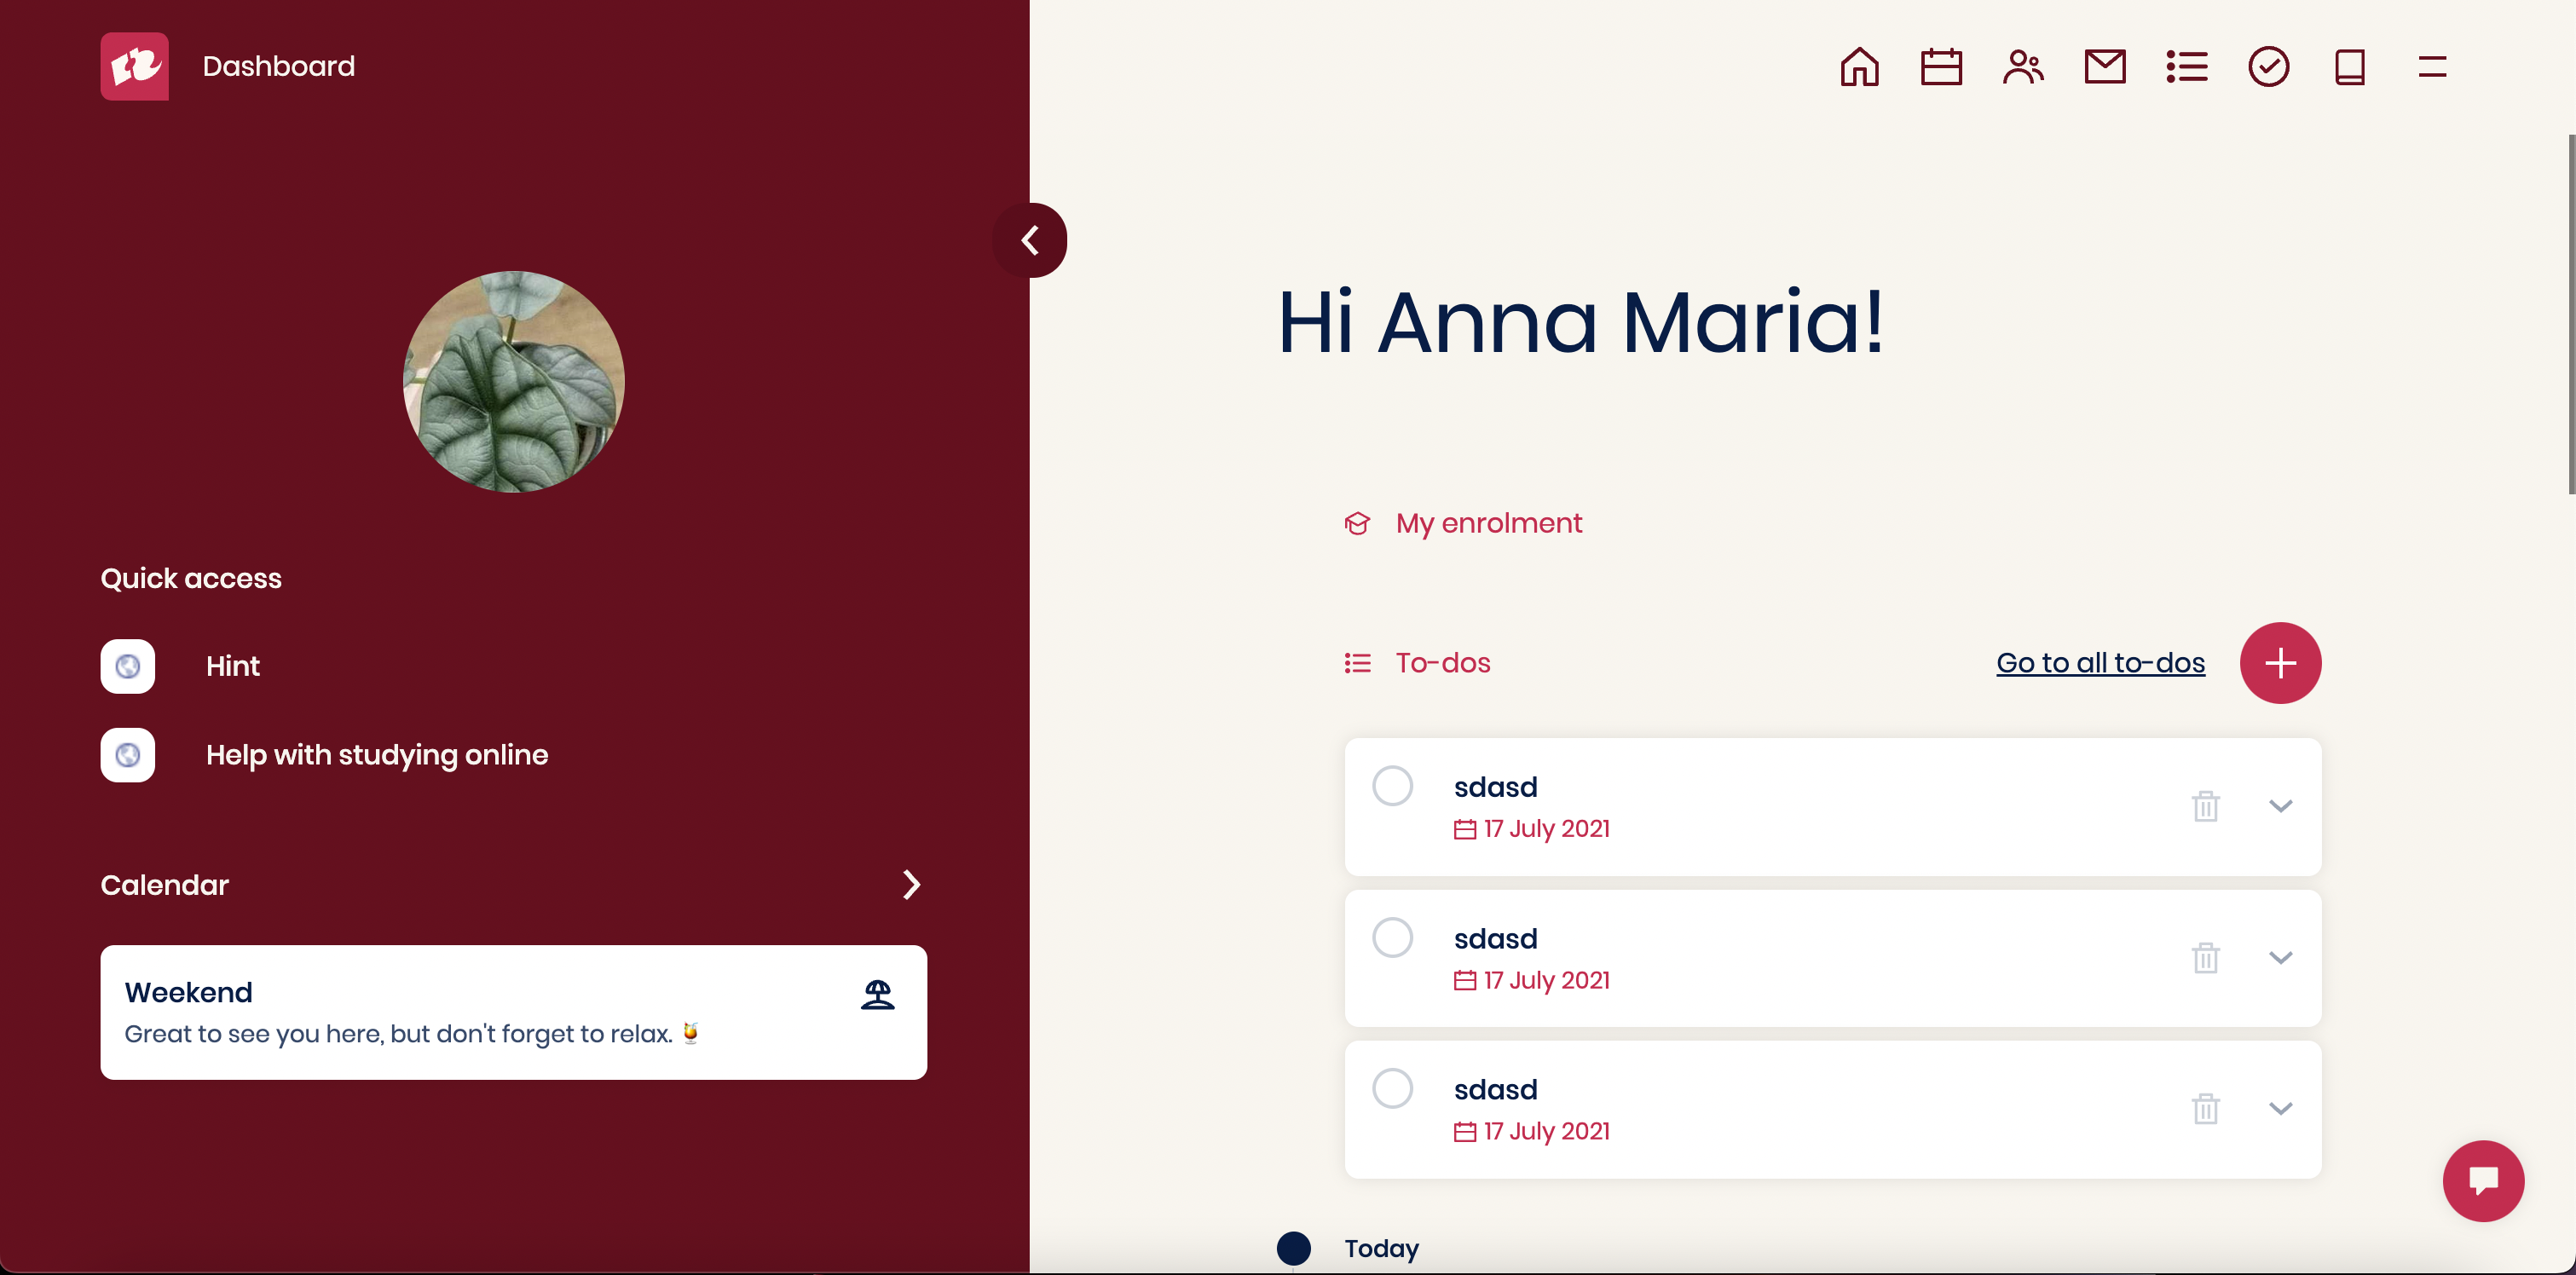 Dashboard
Quick access
Hint
Help with studying online
Calendar
Weekend
Great to see you here, but don't forget to relax. 🍹
Hi Anna Maria!
My enrolment
To-dos
Go to all to-dos
sdasd
17 July 2021
sdasd
17 July 2021
sdasd
17 July 2021
Today